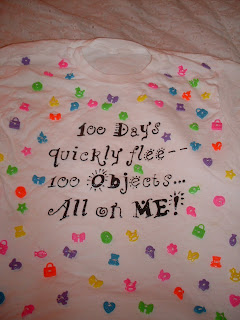 100 Days
quickly flee--
100 Objects...
All on ME!